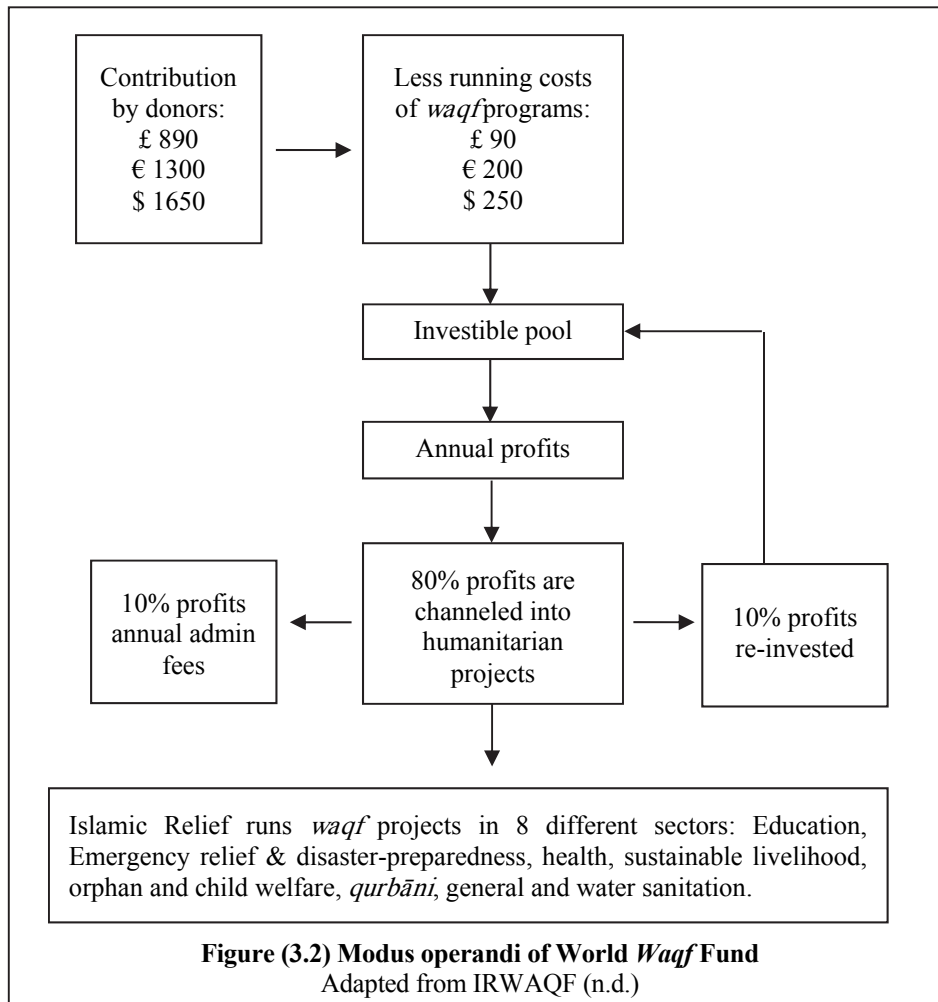 Contribution
by donors:
£ 890
€ 1300
$ 1650
Less running costs
of waqf programs:
£ 90
€ 200
$ 250
Investible pool
Annual profits
10% profits
annual admin
fees
80% profits are
channeled into
humanitarian
projects
10% profits
re-invested
Islamic Relief runs waqf projects in 8 different sectors: Education,
Emergency relief & disaster-preparedness, health, sustainable livelihood,
orphan and child welfare, qurbāni, general and water sanitation.
Figure (3.2) Modus operandi of World Waqf Fund
Adapted from IRWAQF (n.d.)